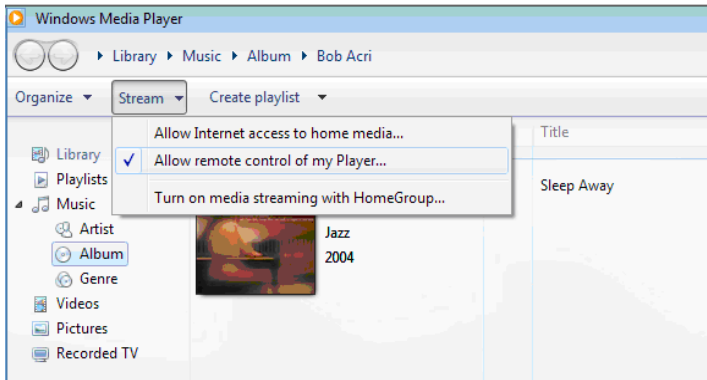 Windows Media Player
Library Music Album Bob Acri
Organize Stream Create playlist
Allow Internet access to home media...
Allow remote control of my Player...
Turn on media streaming with HomeGroup...
Library
Playlists
Music
Artist
Album
Genre
Videos
Pictures
Recorded TV
Jazz
2004
Title
Sleep Away